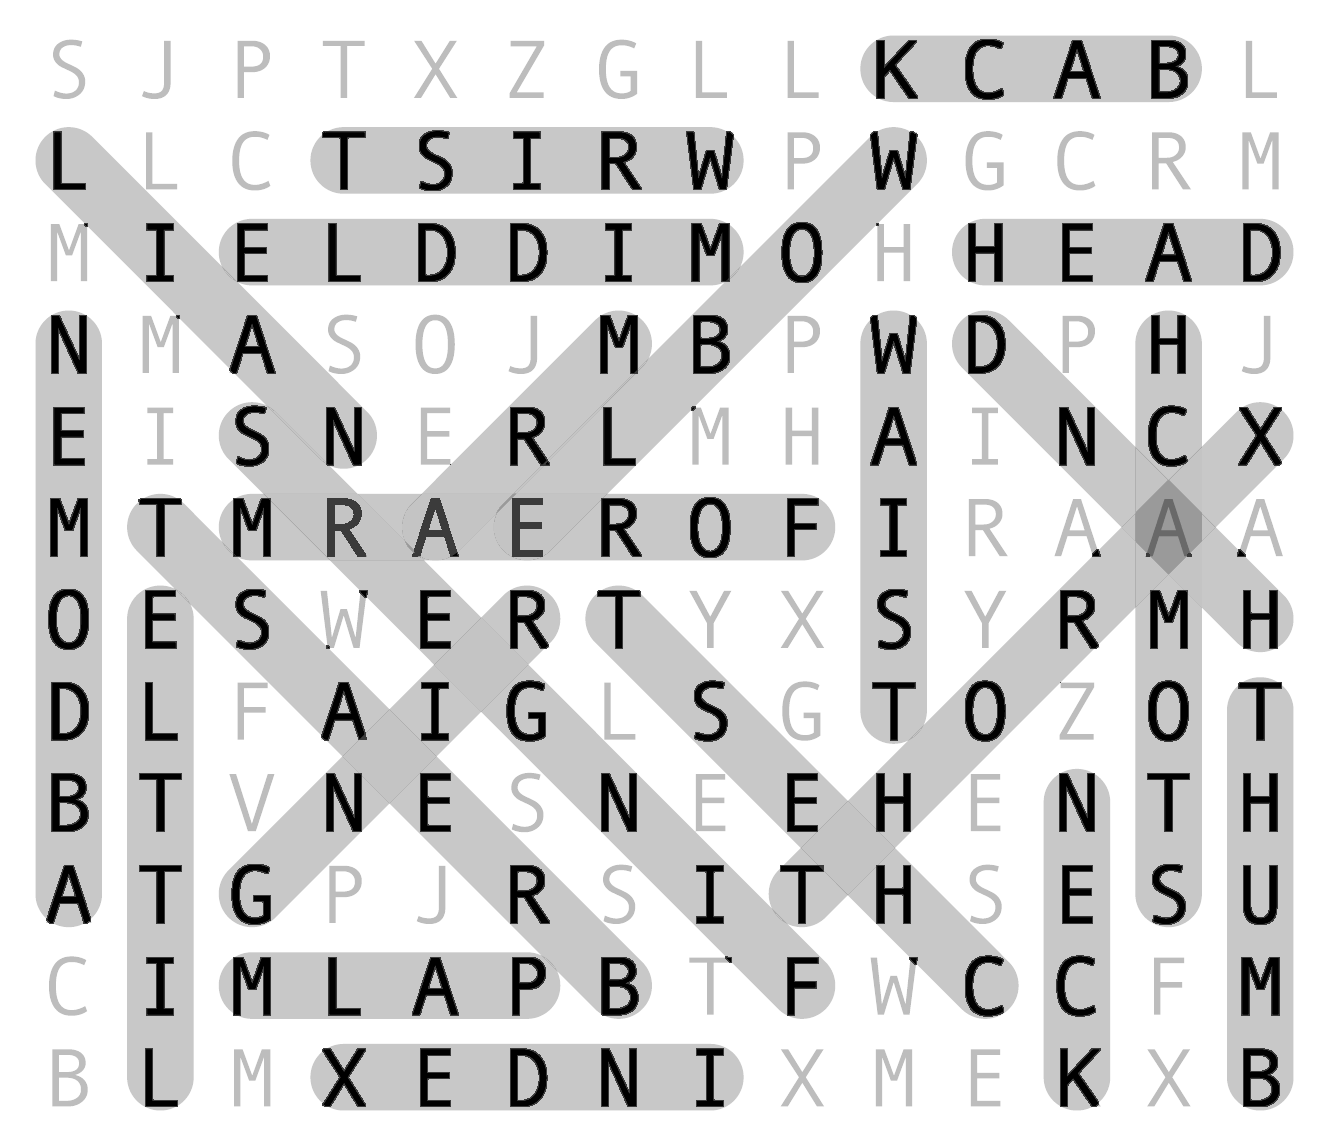 S J P T X Z G L L K C A B L
L L C T S I R W P W G C R M
M I E L D D I M O H H E A D
N M A S O J M B P W D P H J
E I S N E R L M H A I N C X
M T M R A E R O F I R A A A
O E S W E R T Y X S Y R M H
D L F A I G L S G T O Z O T
B T V N E S N E E H E N T H
A T G P J R S I T H S E S U
C I M L A P B T F W C C F M
B L M X E D N I X M E K X B